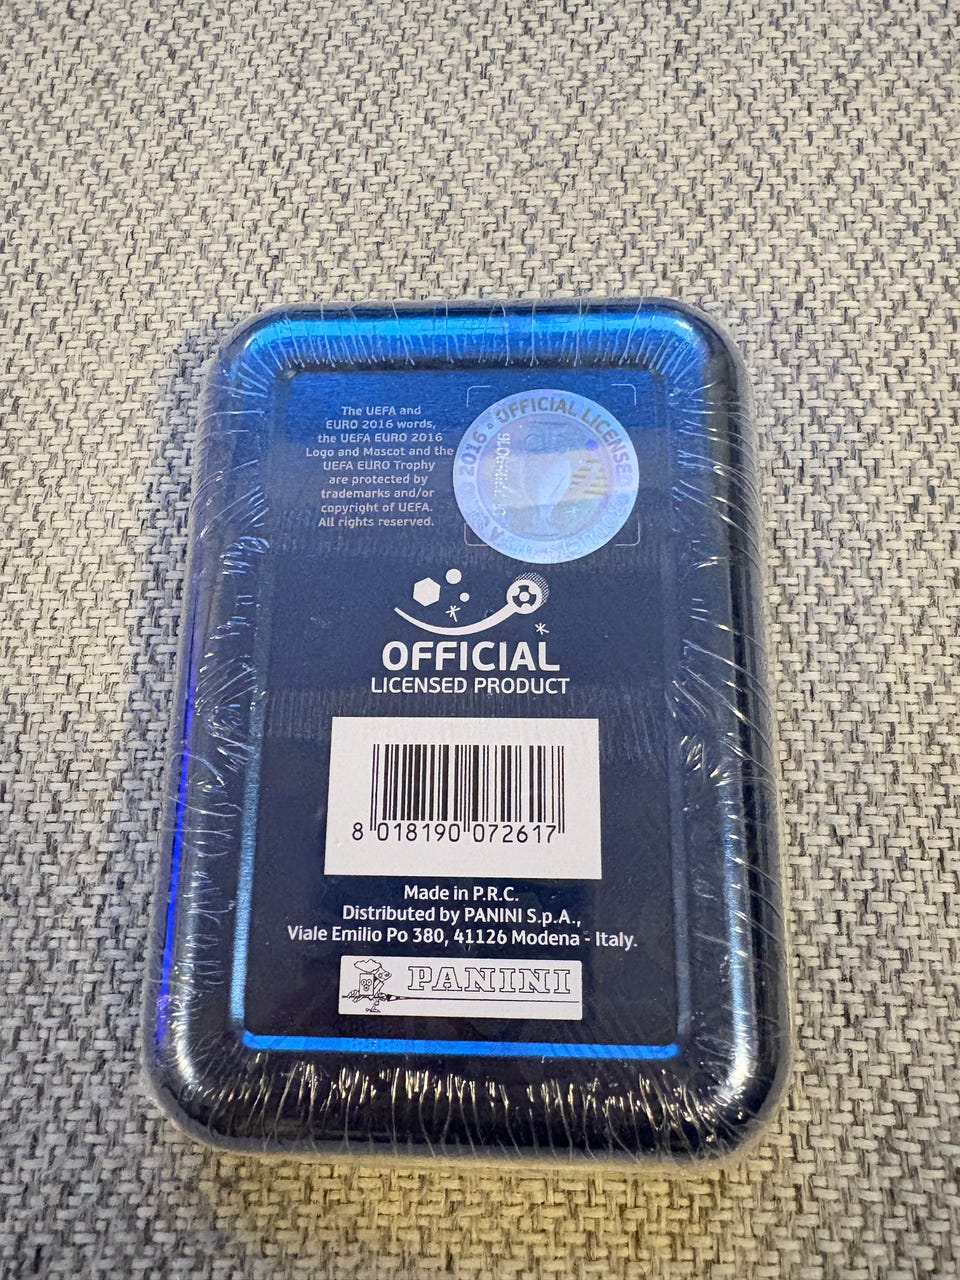 The UEFA and
EURO 2016 words,
the UEFA EURO 2016
Logo and Mascot and the
UEFA EURO Trophy
are protected by
trademarks and/or
copyright of UEFA.
All rights reserved.
2016 · OFFICIAL LICENSED
OFFICIAL
LICENSED PRODUCT
8 018190 072617
Made in P.R.C.
Distributed by PANINI S.p.A.,
Viale Emilio Po 380, 41126 Modena - Italy.
PANINI